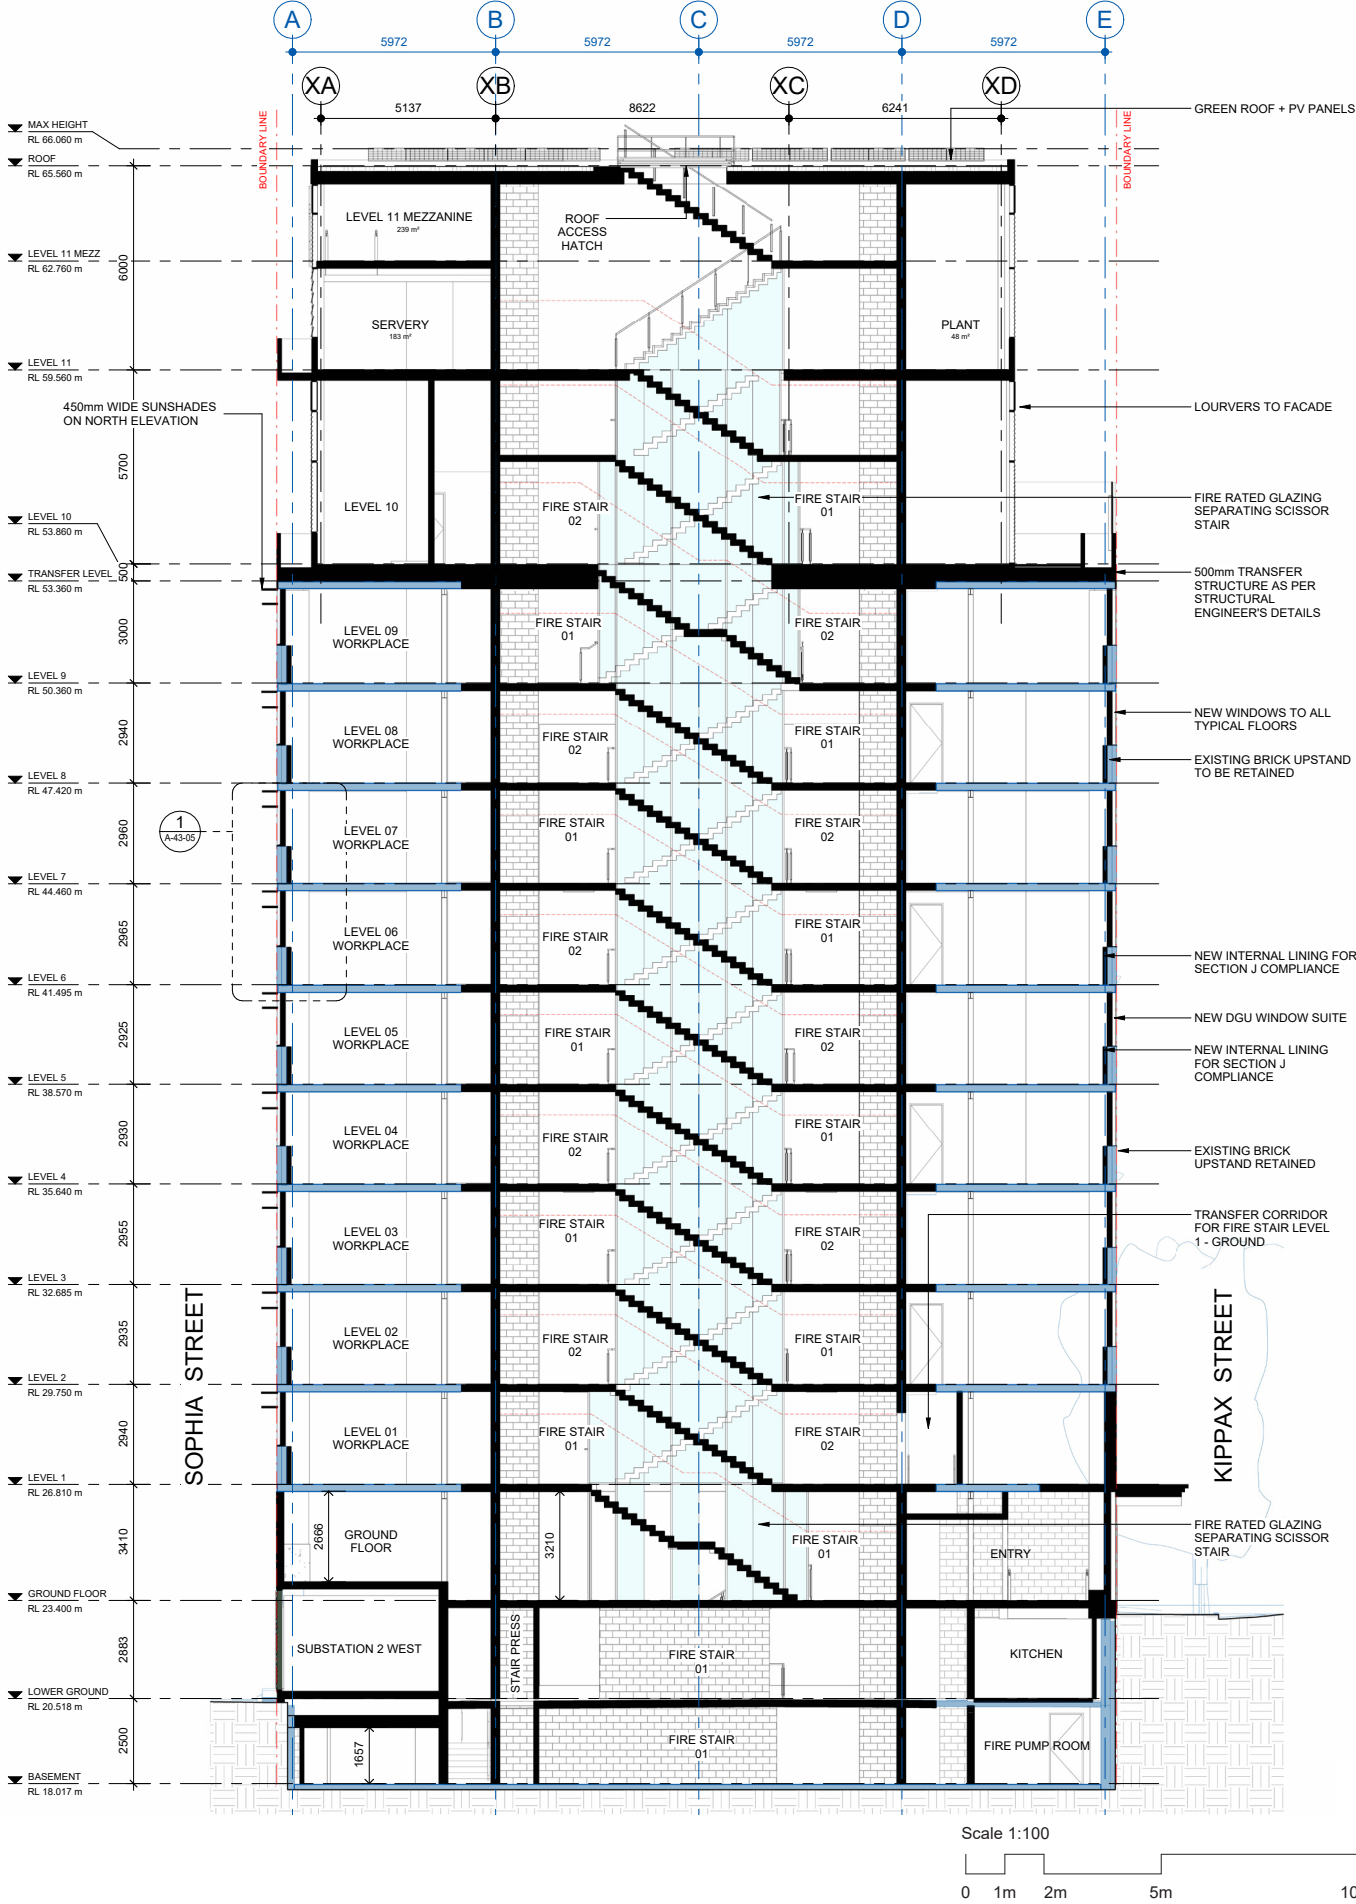 A
B
C
D
E
5972
5972
5972
5972
XA
XB
XC
XD
5137
8622
6241
BOUNDARY LINE
BOUNDARY LINE
MAX HEIGHT
RL 66.060 m
ROOF
RL 65.560 m
LEVEL 11 MEZZ
RL 62.760 m
LEVEL 11
RL 59.560 m
450mm WIDE SUNSHADES
ON NORTH ELEVATION
LEVEL 10
RL 53.860 m
TRANSFER LEVEL
RL 53.360 m
LEVEL 9
RL 50.360 m
LEVEL 8
RL 47.420 m
1
A-43-05
LEVEL 7
RL 44.460 m
LEVEL 6
RL 41.495 m
LEVEL 5
RL 38.570 m
LEVEL 4
RL 35.640 m
LEVEL 3
RL 32.685 m
LEVEL 2
RL 29.750 m
LEVEL 1
RL 26.810 m
GROUND FLOOR
RL 23.400 m
LOWER GROUND
RL 20.518 m
BASEMENT
RL 18.017 m
6000
5700
500
3000
2940
2960
2965
2925
2930
2955
2935
2940
3410
2883
2500
SOPHIA STREET
LEVEL 11 MEZZANINE
239 m²
ROOF
ACCESS
HATCH
SERVERY
183 m²
PLANT
48 m²
LEVEL 10
FIRE STAIR
02
FIRE STAIR
01
LEVEL 09
WORKPLACE
FIRE STAIR
01
FIRE STAIR
02
LEVEL 08
WORKPLACE
FIRE STAIR
02
FIRE STAIR
01
LEVEL 07
WORKPLACE
FIRE STAIR
01
FIRE STAIR
02
LEVEL 06
WORKPLACE
FIRE STAIR
02
FIRE STAIR
01
LEVEL 05
WORKPLACE
FIRE STAIR
01
FIRE STAIR
02
LEVEL 04
WORKPLACE
FIRE STAIR
02
FIRE STAIR
01
LEVEL 03
WORKPLACE
FIRE STAIR
01
FIRE STAIR
02
LEVEL 02
WORKPLACE
FIRE STAIR
02
FIRE STAIR
01
LEVEL 01
WORKPLACE
FIRE STAIR
01
FIRE STAIR
02
2666
GROUND
FLOOR
3210
FIRE STAIR
01
ENTRY
SUBSTATION 2 WEST
STAIR PRESS
FIRE STAIR
01
KITCHEN
1657
FIRE STAIR
01
FIRE PUMP ROOM
GREEN ROOF + PV PANELS
LOURVERS TO FACADE
FIRE RATED GLAZING
SEPARATING SCISSOR
STAIR
500mm TRANSFER
STRUCTURE AS PER
STRUCTURAL
ENGINEER'S DETAILS
NEW WINDOWS TO ALL
TYPICAL FLOORS
EXISTING BRICK UPSTAND
TO BE RETAINED
NEW INTERNAL LINING FOR
SECTION J COMPLIANCE
NEW DGU WINDOW SUITE
NEW INTERNAL LINING
FOR SECTION J
COMPLIANCE
EXISTING BRICK
UPSTAND RETAINED
TRANSFER CORRIDOR
FOR FIRE STAIR LEVEL
1 - GROUND
KIPPAX STREET
FIRE RATED GLAZING
SEPARATING SCISSOR
STAIR
Scale 1:100
0 1m 2m 5m 10